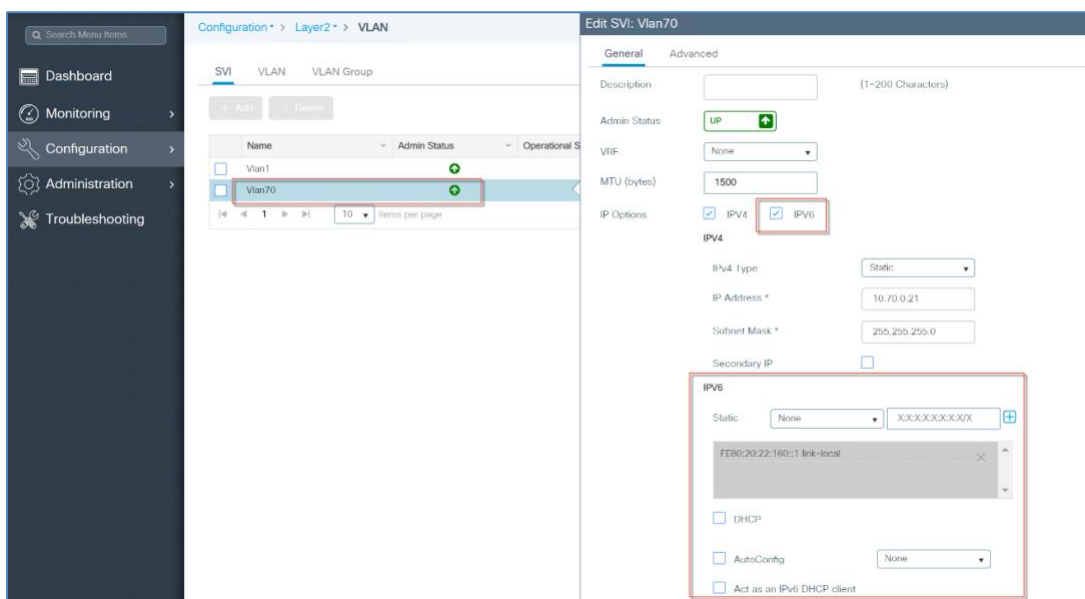 Search Menu Items
Dashboard
Monitoring
Configuration
Administration
Troubleshooting
Configuration > Layer2 > VLAN
SVI VLAN VLAN Group
+ Add × Delete
Name Admin Status Operational S
Vlan1
Vlan70
1 10 items per page
Edit SVI: Vlan70
General Advanced
Description (1-200 Characters)
Admin Status UP
VRF None
MTU (bytes) 1500
IP Options IPV4 IPV6
IPV4
IPv4 Type Static
IP Address * 10.70.0.21
Subnet Mask * 255.255.255.0
Secondary IP
IPV6
Static None X:X:X:X:X:X:X:X/X
FE80:20:22:160::1 link-local
DHCP
AutoConfig None
Act as an IPv6 DHCP client